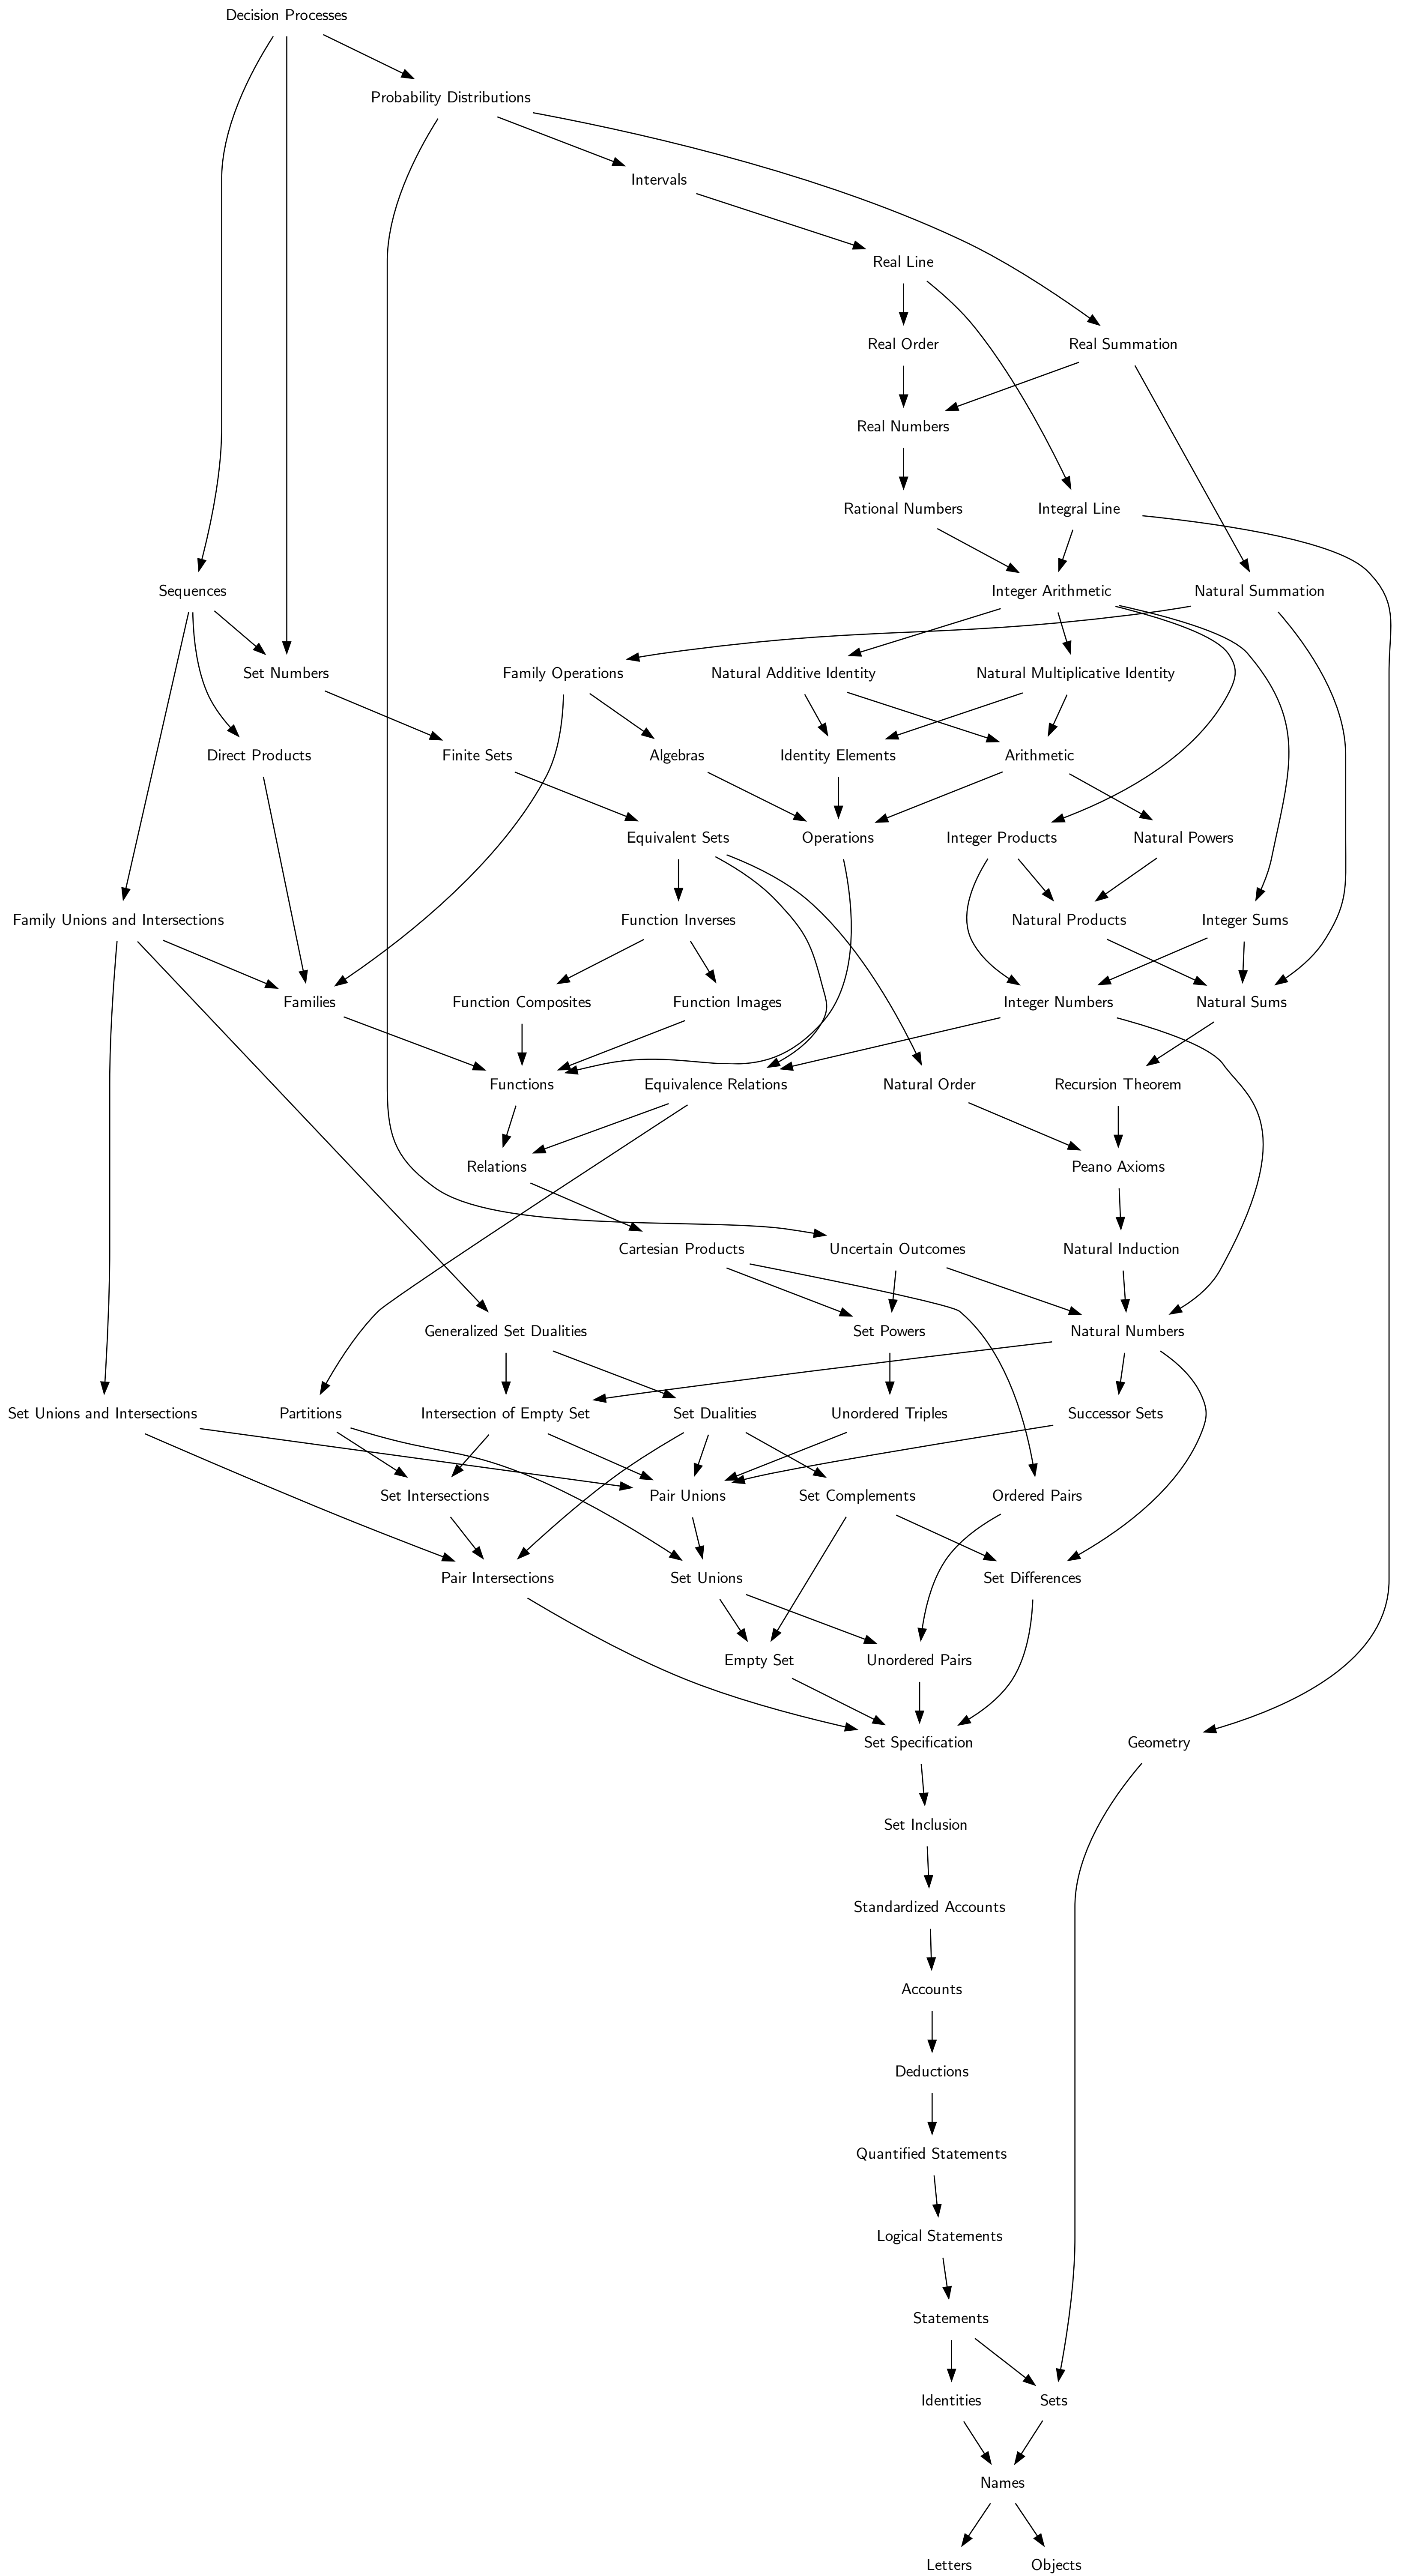 Decision Processes
Probability Distributions
Intervals
Real Line
Real Order
Real Summation
Real Numbers
Rational Numbers
Integral Line
Sequences
Integer Arithmetic
Natural Summation
Set Numbers
Family Operations
Natural Additive Identity
Natural Multiplicative Identity
Direct Products
Finite Sets
Algebras
Identity Elements
Arithmetic
Equivalent Sets
Operations
Integer Products
Natural Powers
Family Unions and Intersections
Function Inverses
Natural Products
Integer Sums
Families
Function Composites
Function Images
Integer Numbers
Natural Sums
Functions
Equivalence Relations
Natural Order
Recursion Theorem
Relations
Peano Axioms
Cartesian Products
Uncertain Outcomes
Natural Induction
Generalized Set Dualities
Set Powers
Natural Numbers
Set Unions and Intersections
Partitions
Intersection of Empty Set
Set Dualities
Unordered Triples
Successor Sets
Set Intersections
Pair Unions
Set Complements
Ordered Pairs
Pair Intersections
Set Unions
Set Differences
Empty Set
Unordered Pairs
Set Specification
Geometry
Set Inclusion
Standardized Accounts
Accounts
Deductions
Quantified Statements
Logical Statements
Statements
Identities
Sets
Names
Letters
Objects